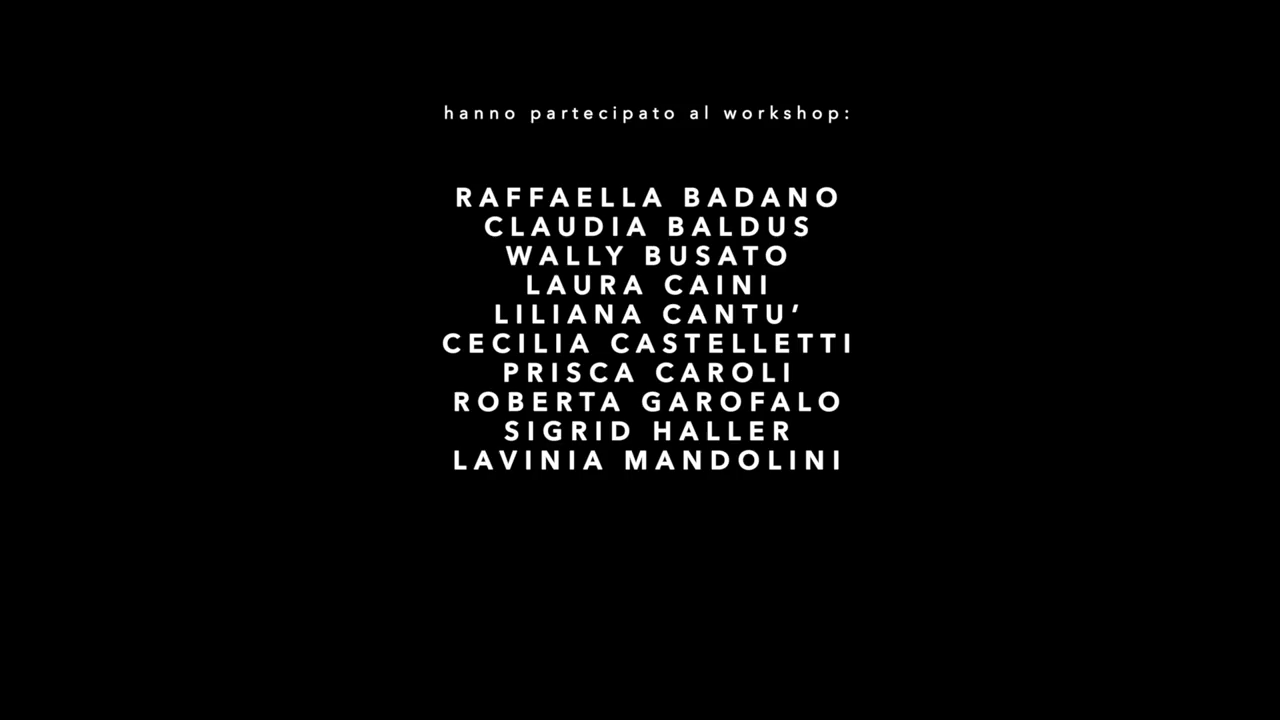 hanno partecipato al workshop:
RAFFAELLA BADANO
CLAUDIA BALDUS
WALLY BUSATO
LAURA CAINI
LILIANA CANTU’
CECILIA CASTELLETTI
PRISCA CAROLI
ROBERTA GAROFALO
SIGRID HALLER
LAVINIA MANDOLINI